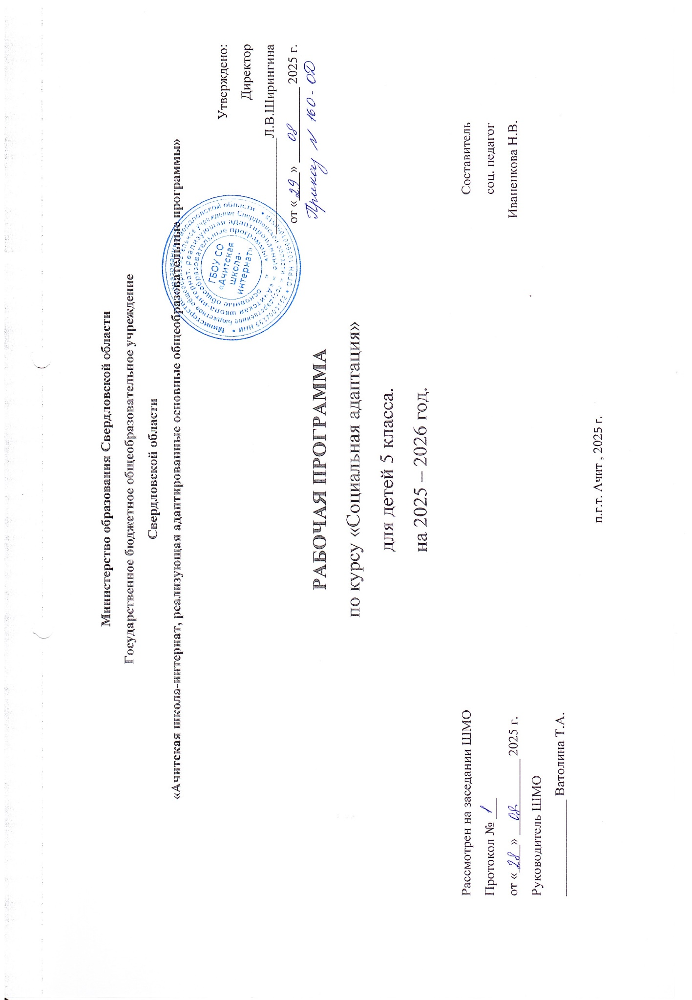 Министерство образования Свердловской области
Государственное бюджетное общеобразовательное учреждение
Свердловской области
«Ачитская школа-интернат, реализующая адаптированные основные общеобразовательные программы»
Утверждено:
Директор
Л.В.Ширингина
от «29» 08 2025 г.
Приказ № 160-ОД
ГБОУ СО
«Ачитская
школа-
интернат»
РАБОЧАЯ ПРОГРАММА
по курсу «Социальная адаптация»
для детей 5 класса.
на 2025 – 2026 год.
Рассмотрен на заседании ШМО
Протокол № 1
от «28» 08 2025 г.
Руководитель ШМО
Ватолина Т.А.
Составитель
соц. педагог
Иваненкова Н.В.
п.г.т. Ачит , 2025 г.